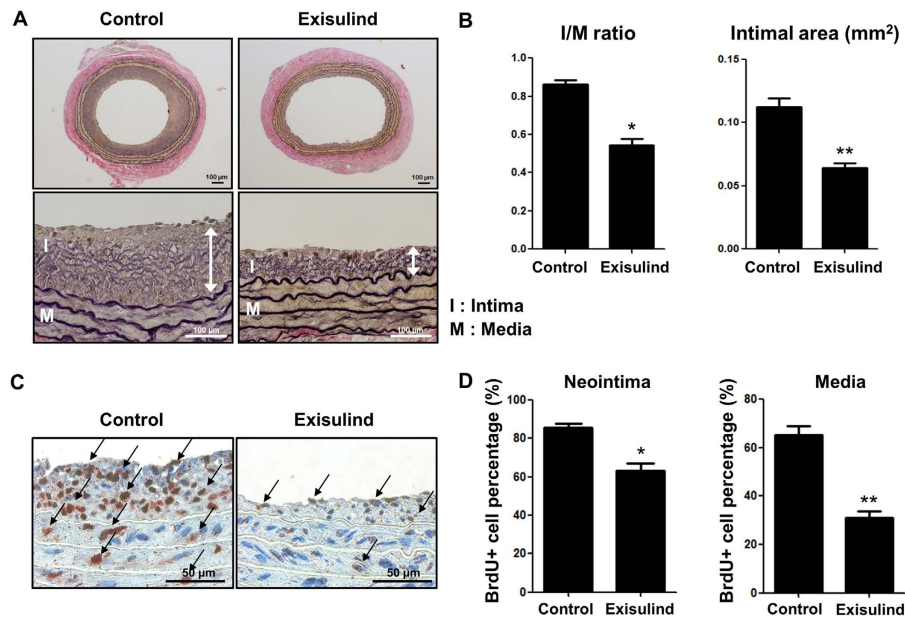 A
Control
Exisulind
100 µm
100 µm
I
M
100 µm
I
M
100 µm
B
I/M ratio
1.0
0.8
0.6
0.4
0.2
0.0
*
Control
Exisulind
Intimal area (mm²)
0.15
0.10
0.05
0.00
**
Control
Exisulind
I : Intima
M : Media
C
Control
Exisulind
50 µm
50 µm
D
Neointima
BrdU+ cell percentage (%)
100
80
60
40
20
0
*
Control
Exisulind
Media
BrdU+ cell percentage (%)
80
60
40
20
0
**
Control
Exisulind